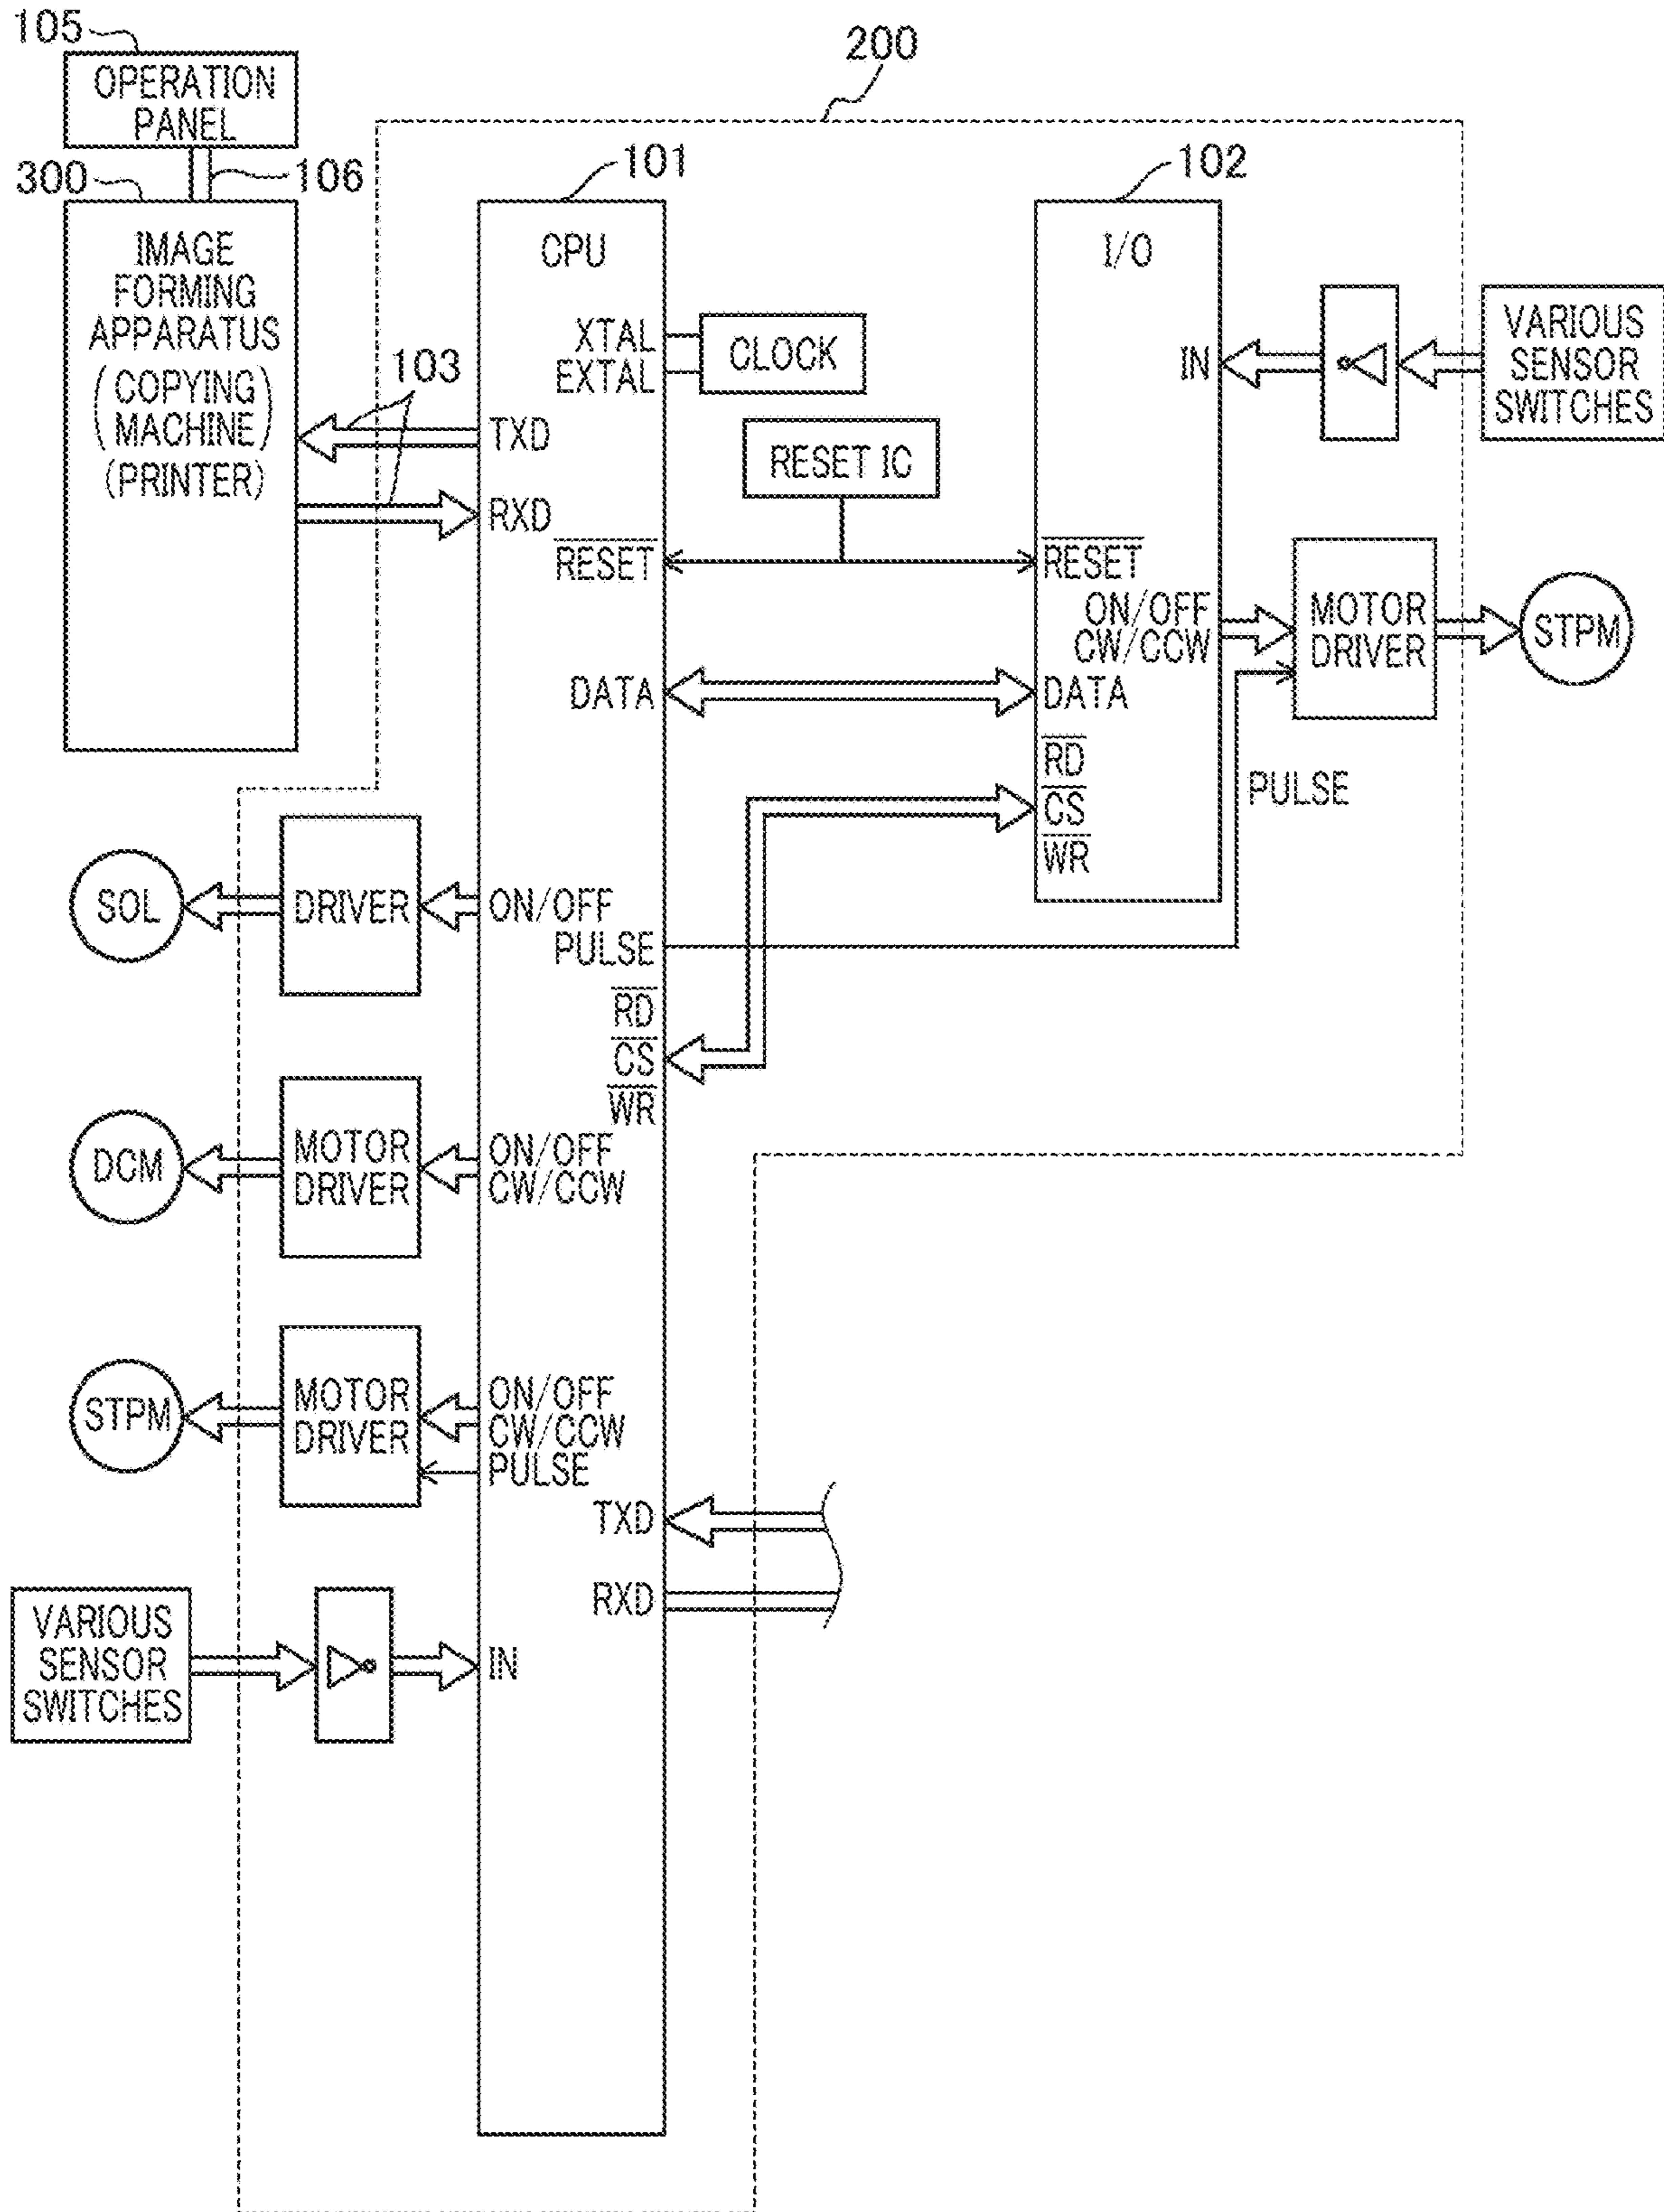 105
OPERATION
PANEL
106
300
IMAGE
FORMING
APPARATUS
(COPYING
MACHINE)
(PRINTER)
103
200
101
CPU
XTAL
EXTAL
CLOCK
TXD
RXD
RESET IC
RESET
DATA
102
I/O
IN
VARIOUS
SENSOR
SWITCHES
RESET
ON/OFF
CW/CCW
DATA
MOTOR
DRIVER
STPM
RD
CS
WR
PULSE
SOL
DRIVER
ON/OFF
PULSE
RD
CS
WR
DCM
MOTOR
DRIVER
ON/OFF
CW/CCW
STPM
MOTOR
DRIVER
ON/OFF
CW/CCW
PULSE
TXD
RXD
VARIOUS
SENSOR
SWITCHES
IN